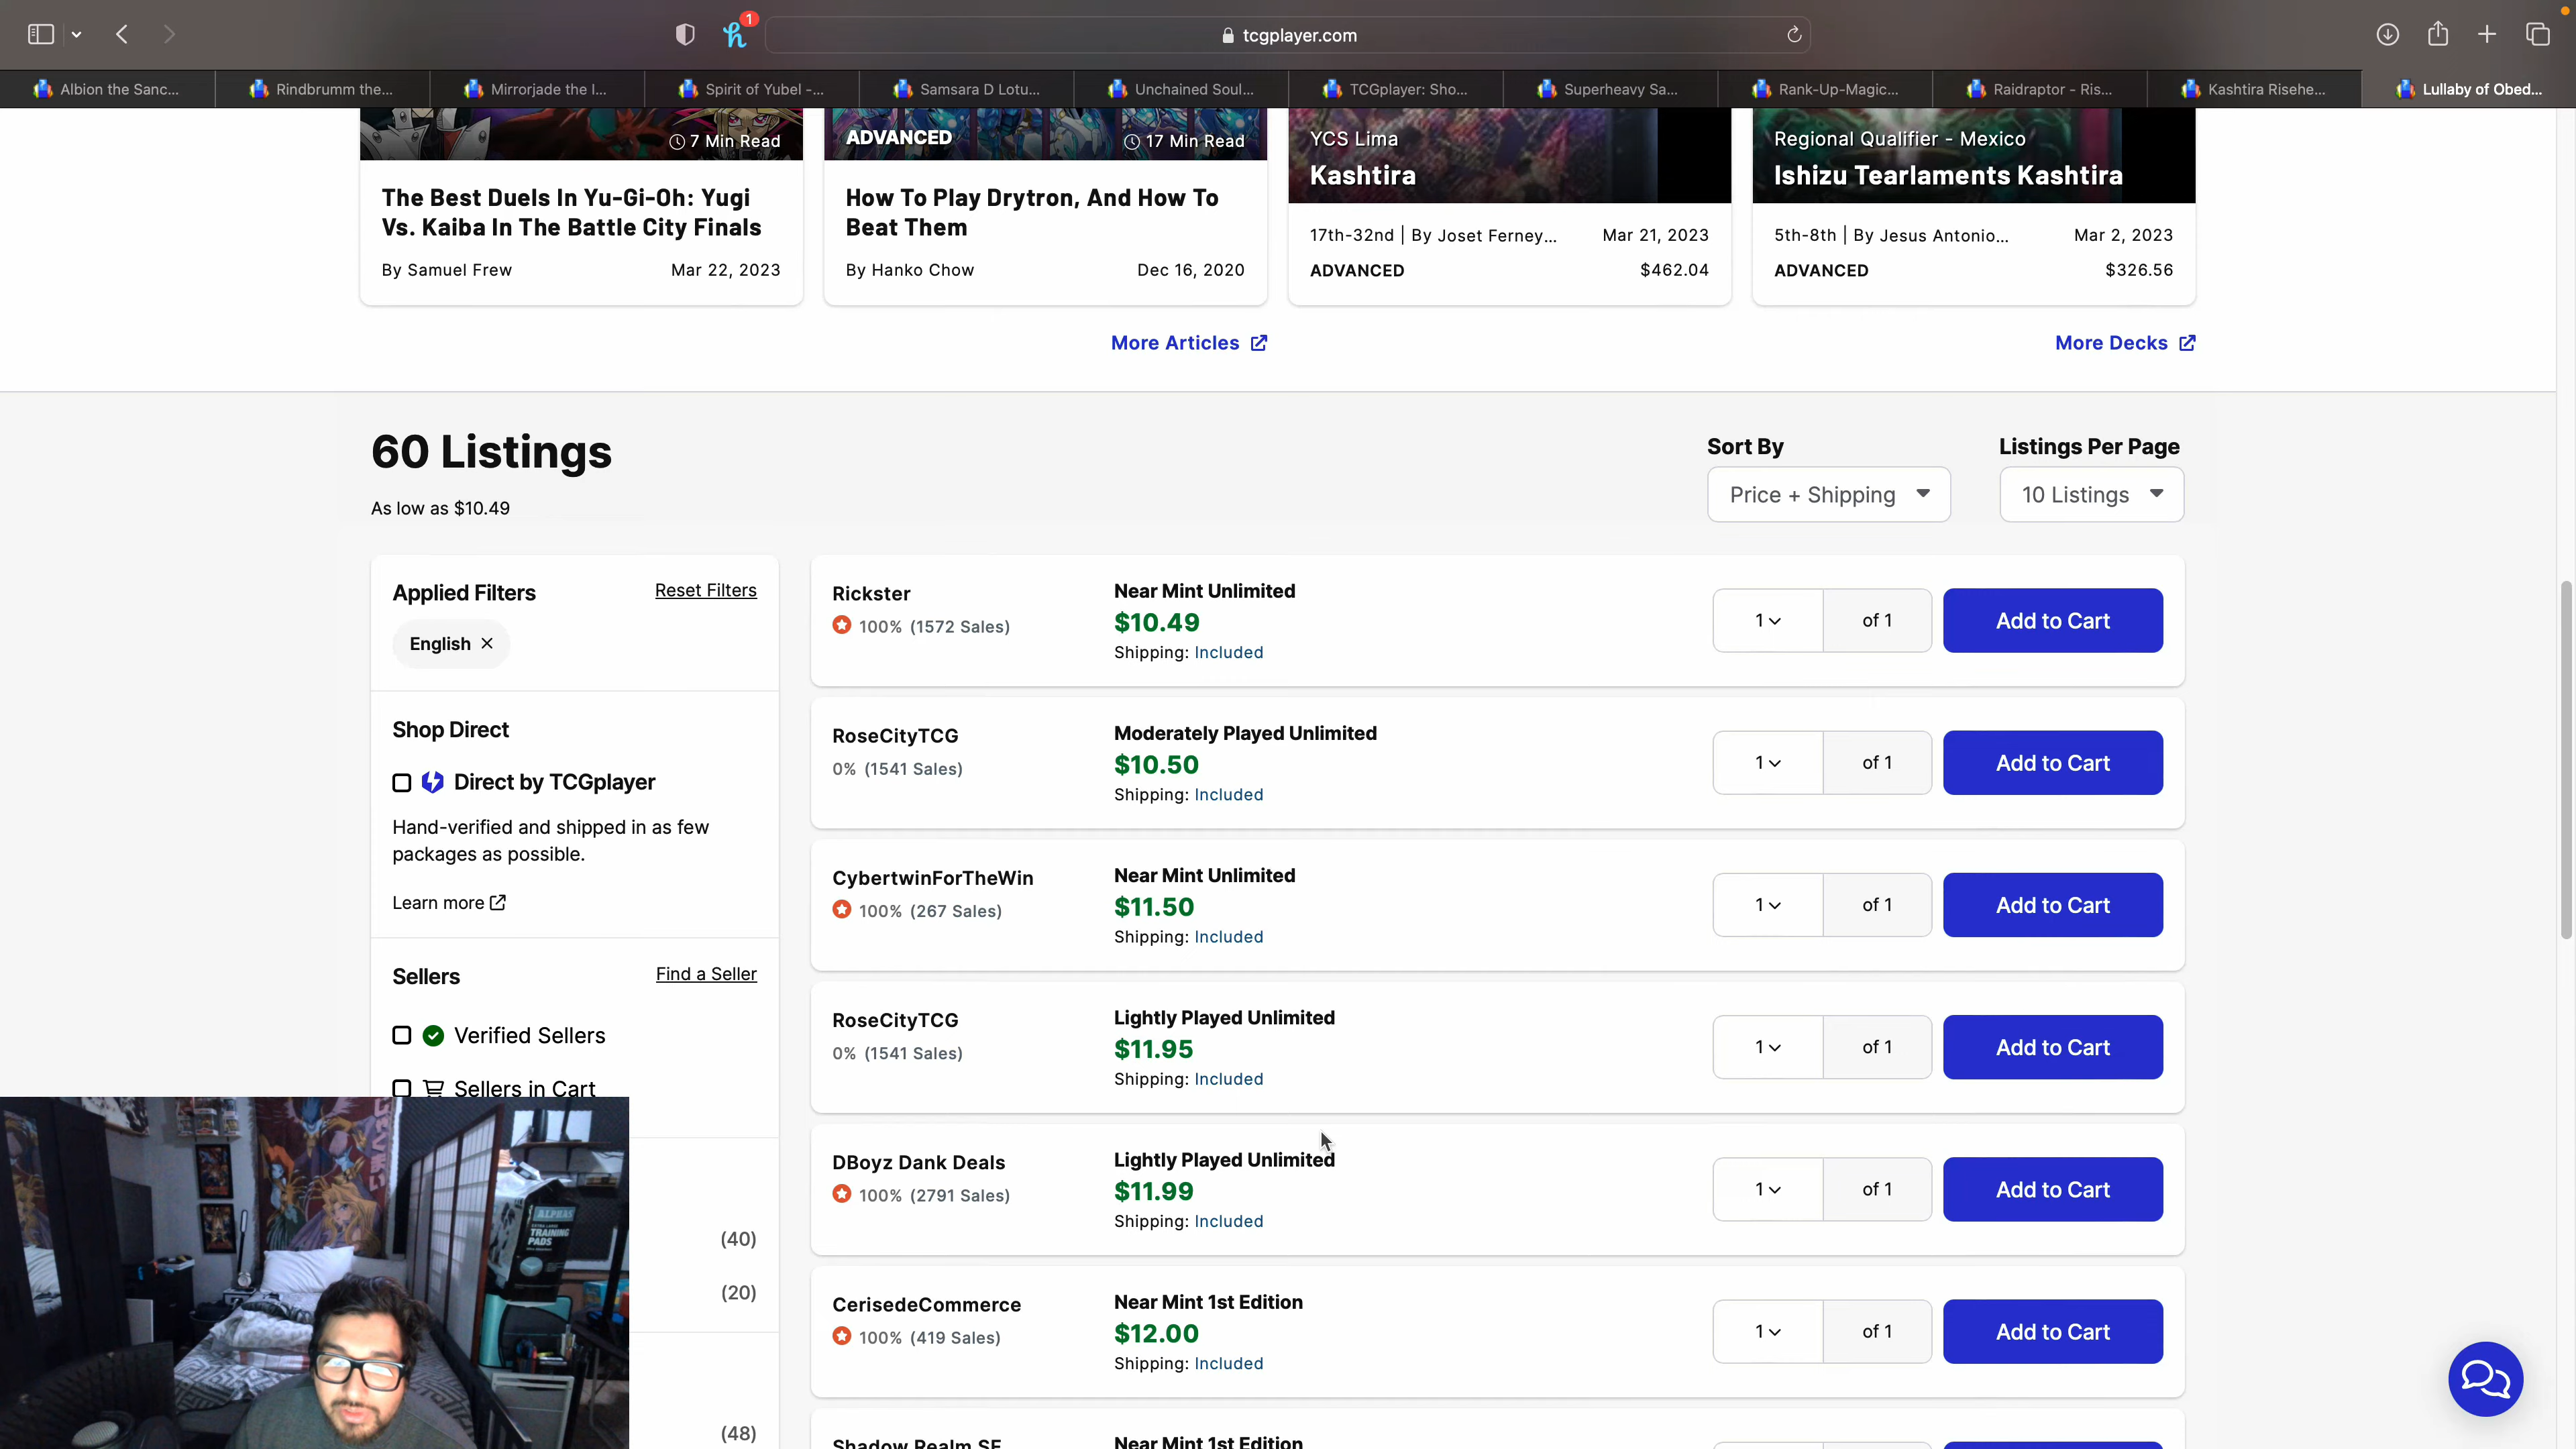 1
tcgplayer.com
Albion the Sanc...
Rindbrumm the...
Mirrorjade the I...
Spirit of Yubel -...
Samsara D Lotu...
Unchained Soul...
TCGplayer: Sho...
Superheavy Sa...
Rank-Up-Magic...
Raidraptor - Ris...
Kashtira Risehe...
Lullaby of Obed...
7 Min Read
The Best Duels In Yu-Gi-Oh: Yugi
Vs. Kaiba In The Battle City Finals
By Samuel Frew Mar 22, 2023
ADVANCED
17 Min Read
How To Play Drytron, And How To
Beat Them
By Hanko Chow Dec 16, 2020
YCS Lima
Kashtira
17th-32nd | By Joset Ferney... Mar 21, 2023
ADVANCED $462.04
Regional Qualifier - Mexico
Ishizu Tearlaments Kashtira
5th-8th | By Jesus Antonio... Mar 2, 2023
ADVANCED $326.56
More Articles
More Decks
60 Listings
As low as $10.49
Sort By
Price + Shipping
Listings Per Page
10 Listings
Applied Filters Reset Filters
English ×
Shop Direct
Direct by TCGplayer
Hand-verified and shipped in as few
packages as possible.
Learn more
Sellers Find a Seller
Verified Sellers
Sellers in Cart
(40)
(20)
(48)
Rickster
100% (1572 Sales)
Near Mint Unlimited
$10.49
Shipping: Included
1 of 1 Add to Cart
RoseCityTCG
0% (1541 Sales)
Moderately Played Unlimited
$10.50
Shipping: Included
1 of 1 Add to Cart
CybertwinForTheWin
100% (267 Sales)
Near Mint Unlimited
$11.50
Shipping: Included
1 of 1 Add to Cart
RoseCityTCG
0% (1541 Sales)
Lightly Played Unlimited
$11.95
Shipping: Included
1 of 1 Add to Cart
DBoyz Dank Deals
100% (2791 Sales)
Lightly Played Unlimited
$11.99
Shipping: Included
1 of 1 Add to Cart
CerisedeCommerce
100% (419 Sales)
Near Mint 1st Edition
$12.00
Shipping: Included
1 of 1 Add to Cart
Shadow Realm SF
Near Mint 1st Edition
ALPHAS
TRAINING
PADS